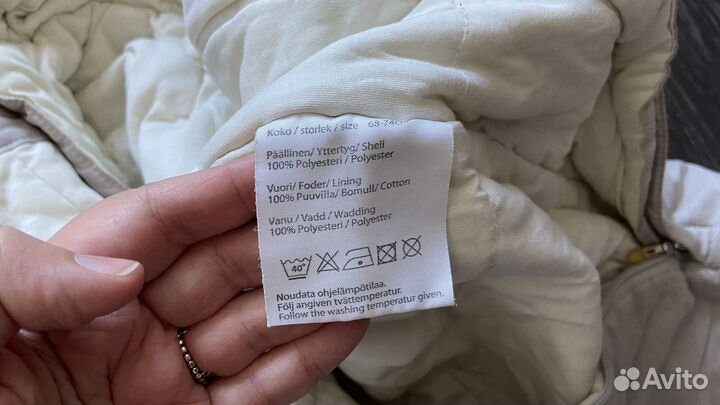 Koko / storlek / size 68-74cm
Päällinen/ Yttertyg/ Shell
100% Polyesteri / Polyester
Vuori/ Foder/ Lining
100% Puuvilla/ Bomull/ Cotton
Vanu / Vadd / Wadding
100% Polyesteri / Polyester
40°
Noudata ohjelämpötilaa.
Följ angiven tvättemperatur.
Follow the washing temperatur given.
Avito